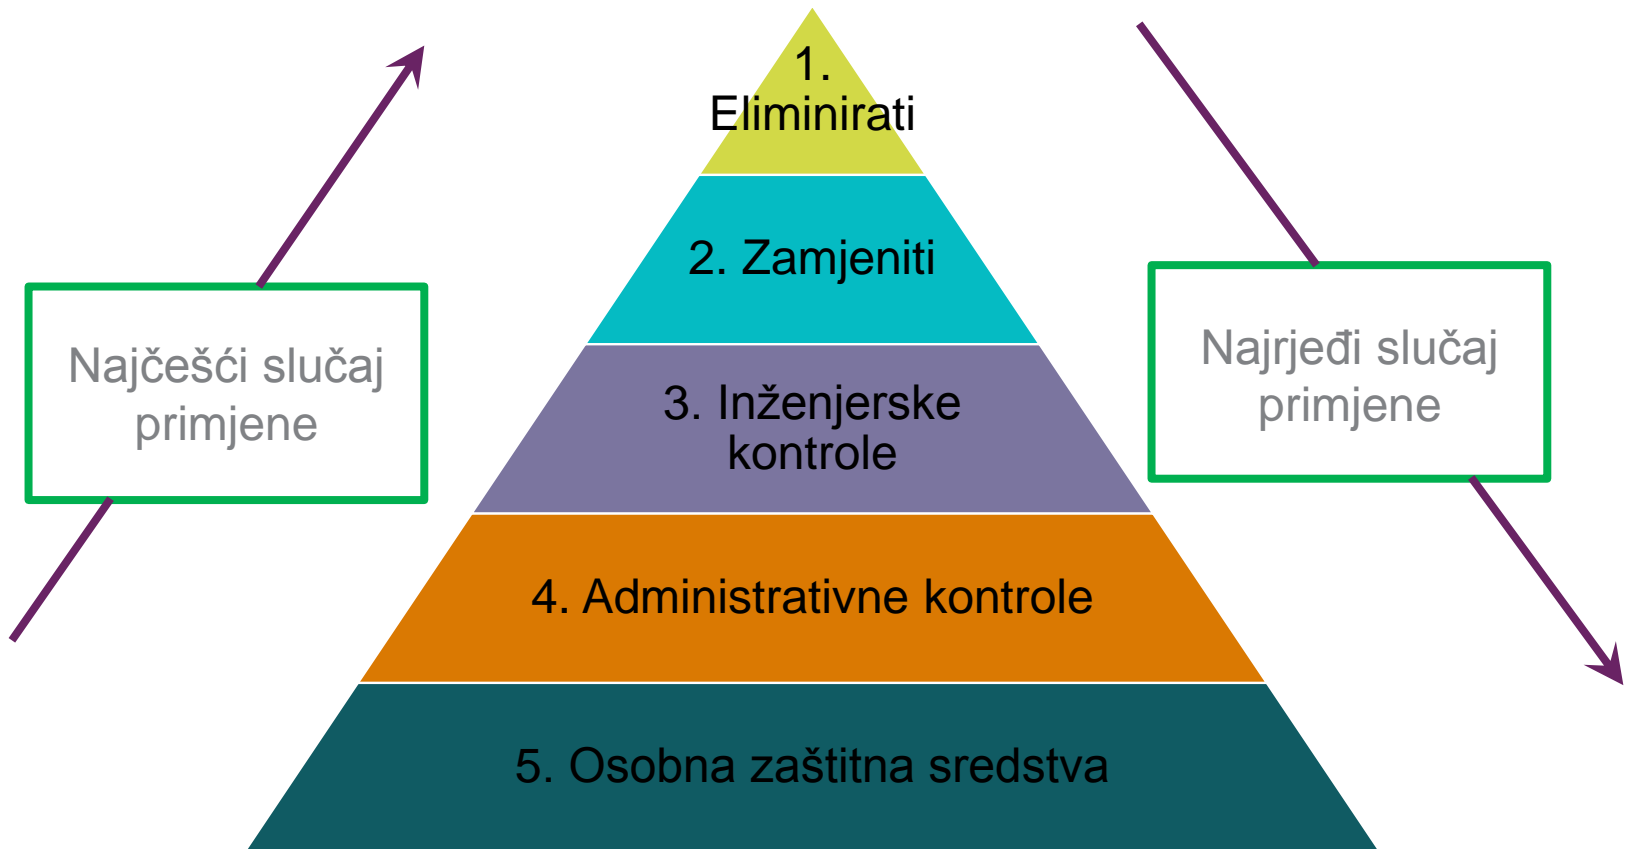 1.
Eliminirati
2. Zamjeniti
3. Inženjerske
kontrole
4. Administrativne kontrole
5. Osobna zaštitna sredstva
Najčešći slučaj
primjene
Najrjeđi slučaj
primjene